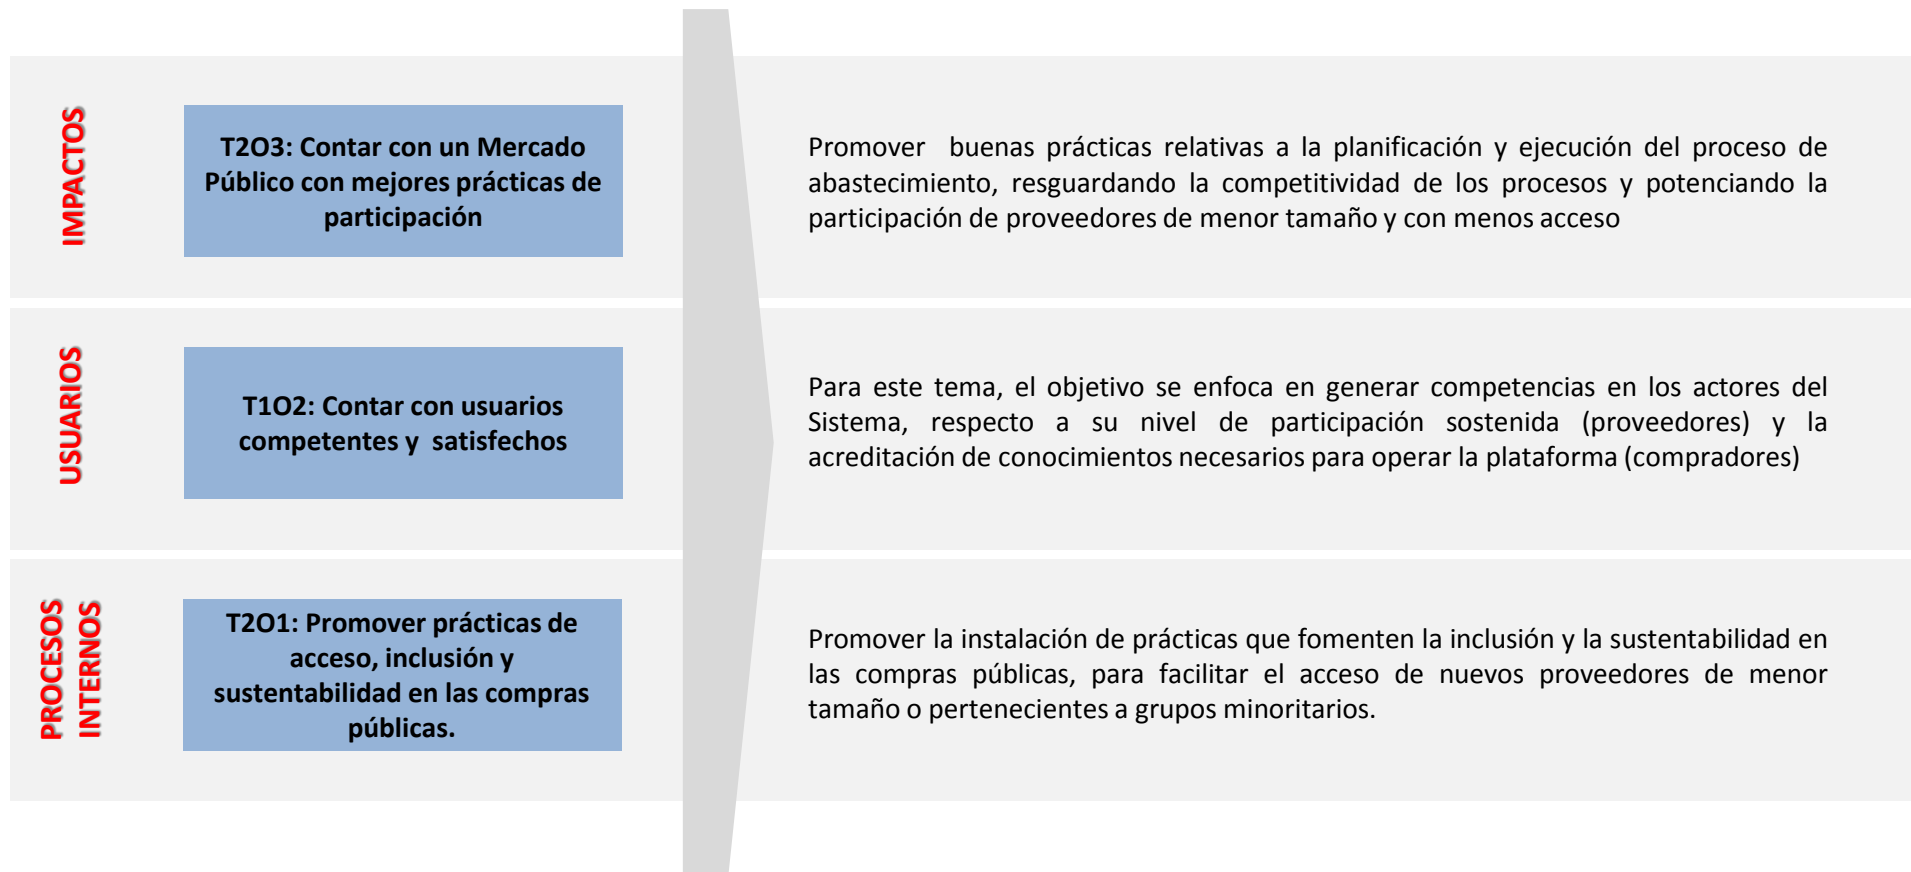 IMPACTOS
T2O3: Contar con un Mercado
Público con mejores prácticas de
participación
Promover buenas prácticas relativas a la planificación y ejecución del proceso de
abastecimiento, resguardando la competitividad de los procesos y potenciando la
participación de proveedores de menor tamaño y con menos acceso
USUARIOS
T1O2: Contar con usuarios
competentes y satisfechos
Para este tema, el objetivo se enfoca en generar competencias en los actores del
Sistema, respecto a su nivel de participación sostenida (proveedores) y la
acreditación de conocimientos necesarios para operar la plataforma (compradores)
PROCESOS
INTERNOS
T2O1: Promover prácticas de
acceso, inclusión y
sustentabilidad en las compras
públicas.
Promover la instalación de prácticas que fomenten la inclusión y la sustentabilidad en
las compras públicas, para facilitar el acceso de nuevos proveedores de menor
tamaño o pertenecientes a grupos minoritarios.